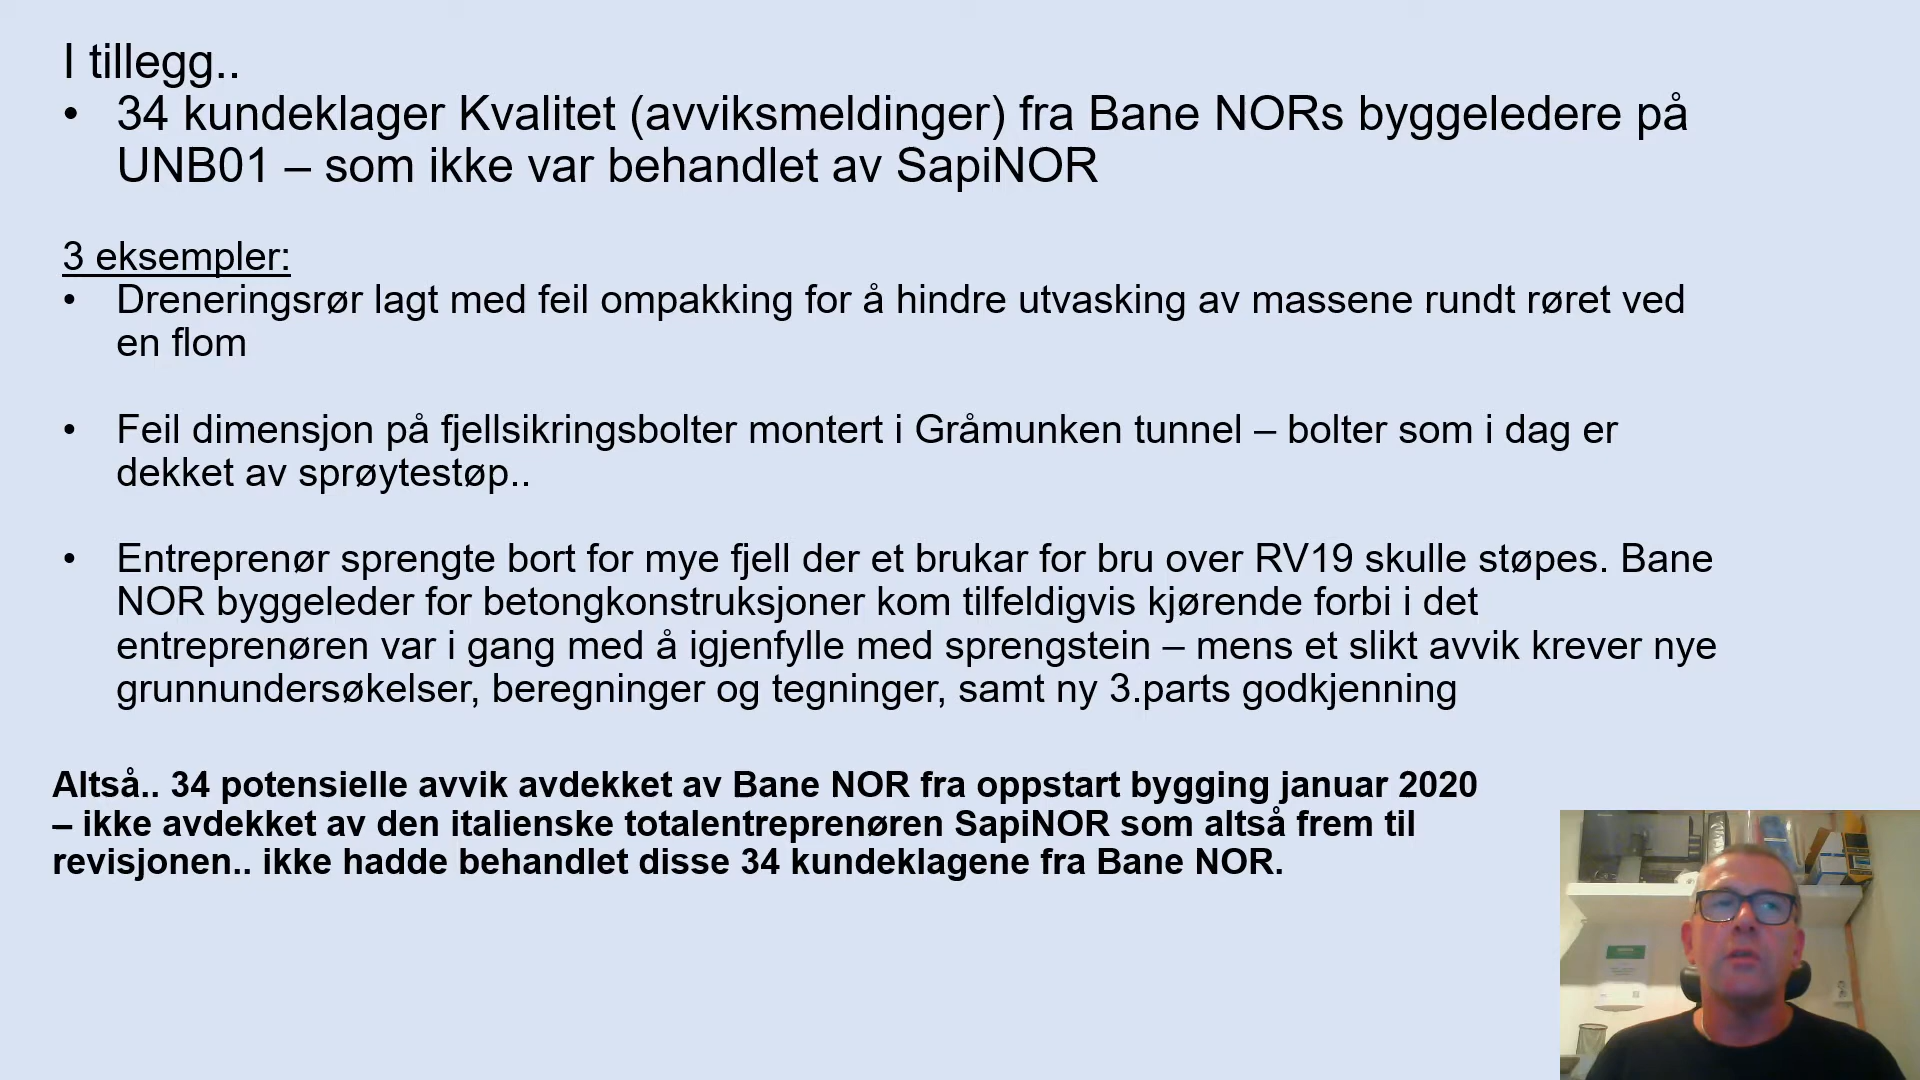 I tillegg..
• 34 kundeklager Kvalitet (avviksmeldinger) fra Bane NORs byggeledere på
UNB01 – som ikke var behandlet av SapiNOR
3 eksempler:
• Dreneringsrør lagt med feil ompakking for å hindre utvasking av massene rundt røret ved
en flom
• Feil dimensjon på fjellsikringsbolter montert i Gråmunken tunnel – bolter som i dag er
dekket av sprøytestøp..
• Entreprenør sprengte bort for mye fjell der et brukar for bru over RV19 skulle støpes. Bane
NOR byggeleder for betongkonstruksjoner kom tilfeldigvis kjørende forbi i det
entreprenøren var i gang med å igjenfylle med sprengstein – mens et slikt avvik krever nye
grunnundersøkelser, beregninger og tegninger, samt ny 3.parts godkjenning
Altså.. 34 potensielle avvik avdekket av Bane NOR fra oppstart bygging januar 2020
– ikke avdekket av den italienske totalentreprenøren SapiNOR som altså frem til
revisjonen.. ikke hadde behandlet disse 34 kundeklagene fra Bane NOR.